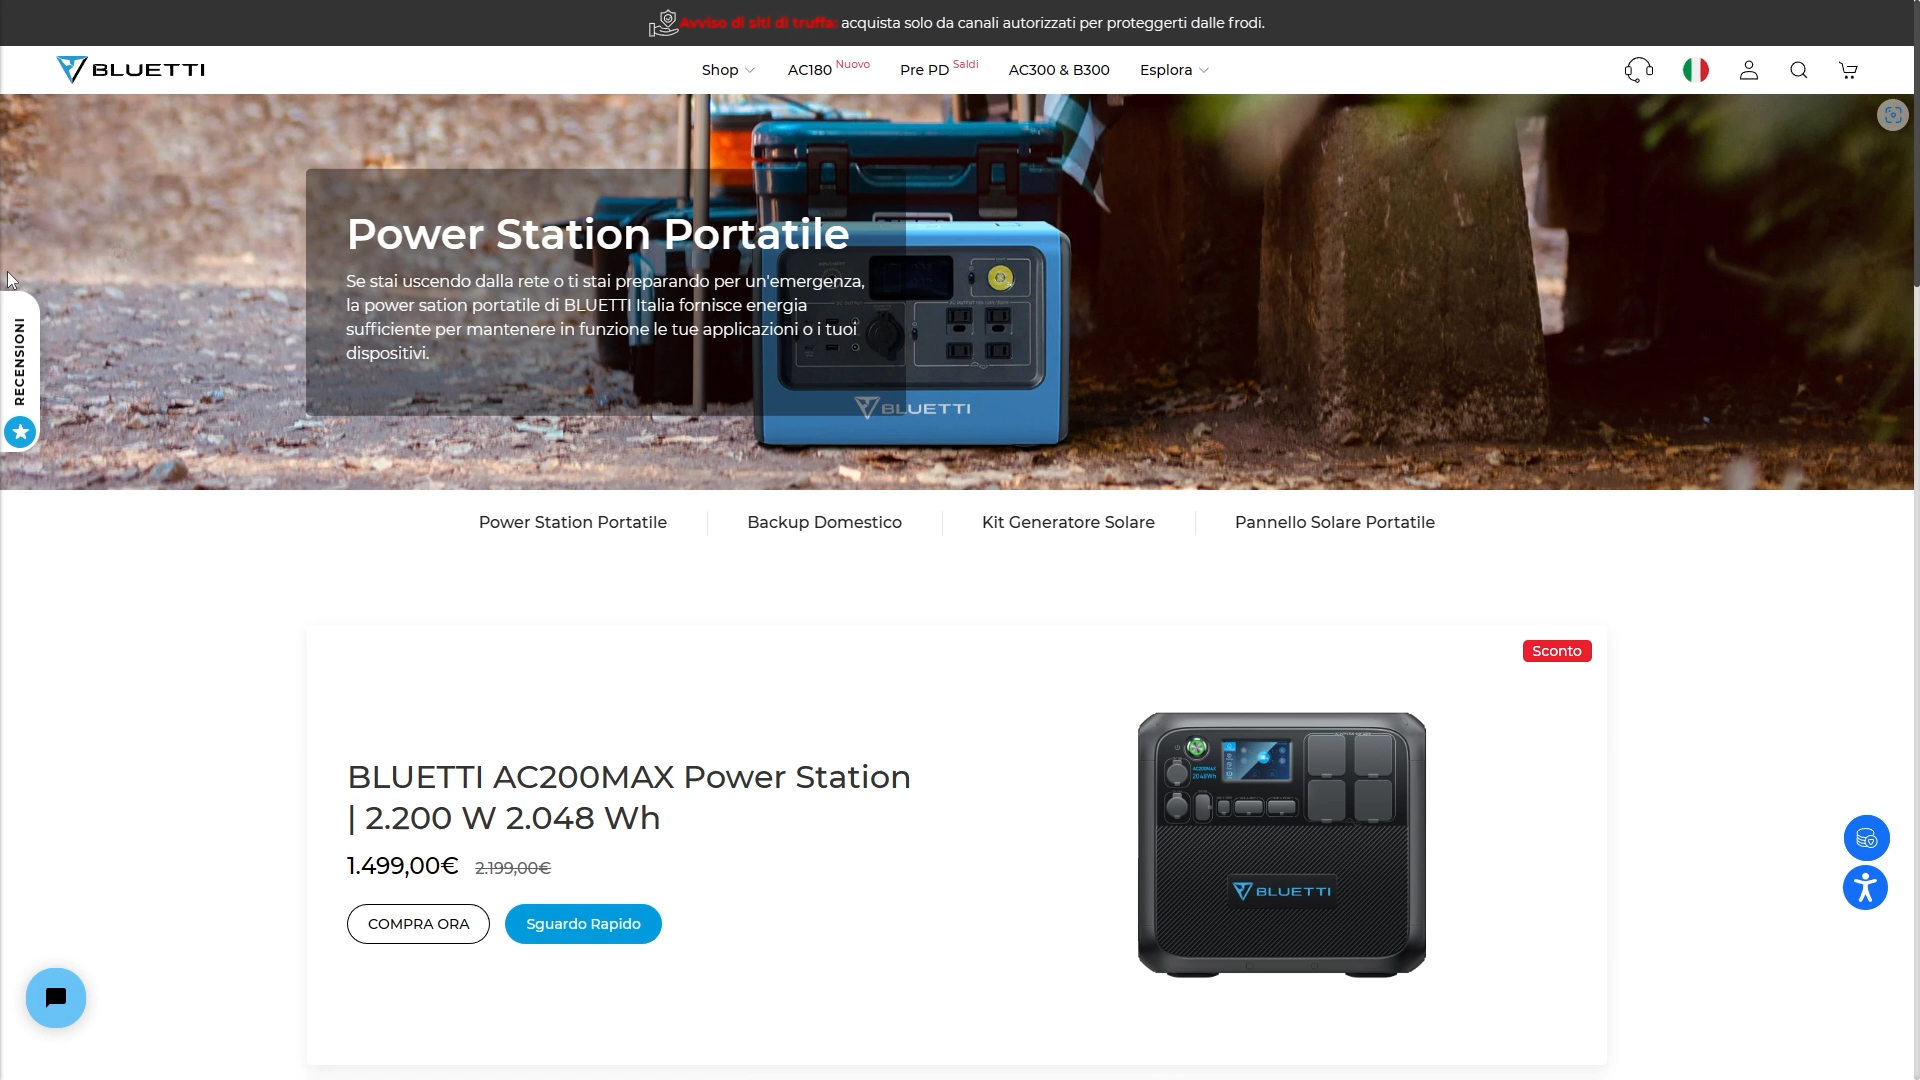 Avviso di siti di truffa: acquista solo da canali autorizzati per proteggerti dalle frodi.
BLUETTI
Shop
AC180 Nuovo
Pre PD Saldi
AC300 & B300
Esplora
Power Station Portatile
Se stai uscendo dalla rete o ti stai preparando per un'emergenza,
la power sation portatile di BLUETTI Italia fornisce energia
sufficiente per mantenere in funzione le tue applicazioni o i tuoi
dispositivi.
BLUETTI
RECENSIONI
Power Station Portatile
Backup Domestico
Kit Generatore Solare
Pannello Solare Portatile
Sconto
BLUETTI AC200MAX Power Station
| 2.200 W 2.048 Wh
1.499,00€ 2.199,00€
COMPRA ORA
Sguardo Rapido
AC200MAX
2048Wh
BLUETTI